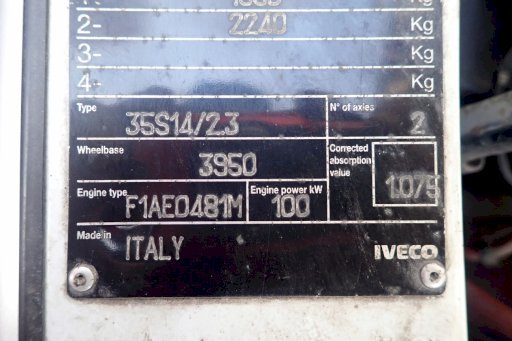 2- 2240 Kg
3- Kg
4- Kg
Type 35S14/2.3 N° of axles 2
Wheelbase 3950 Corrected absorption value 1.075
Engine type F1AE0481M Engine power kW 100
Made in ITALY IVECO